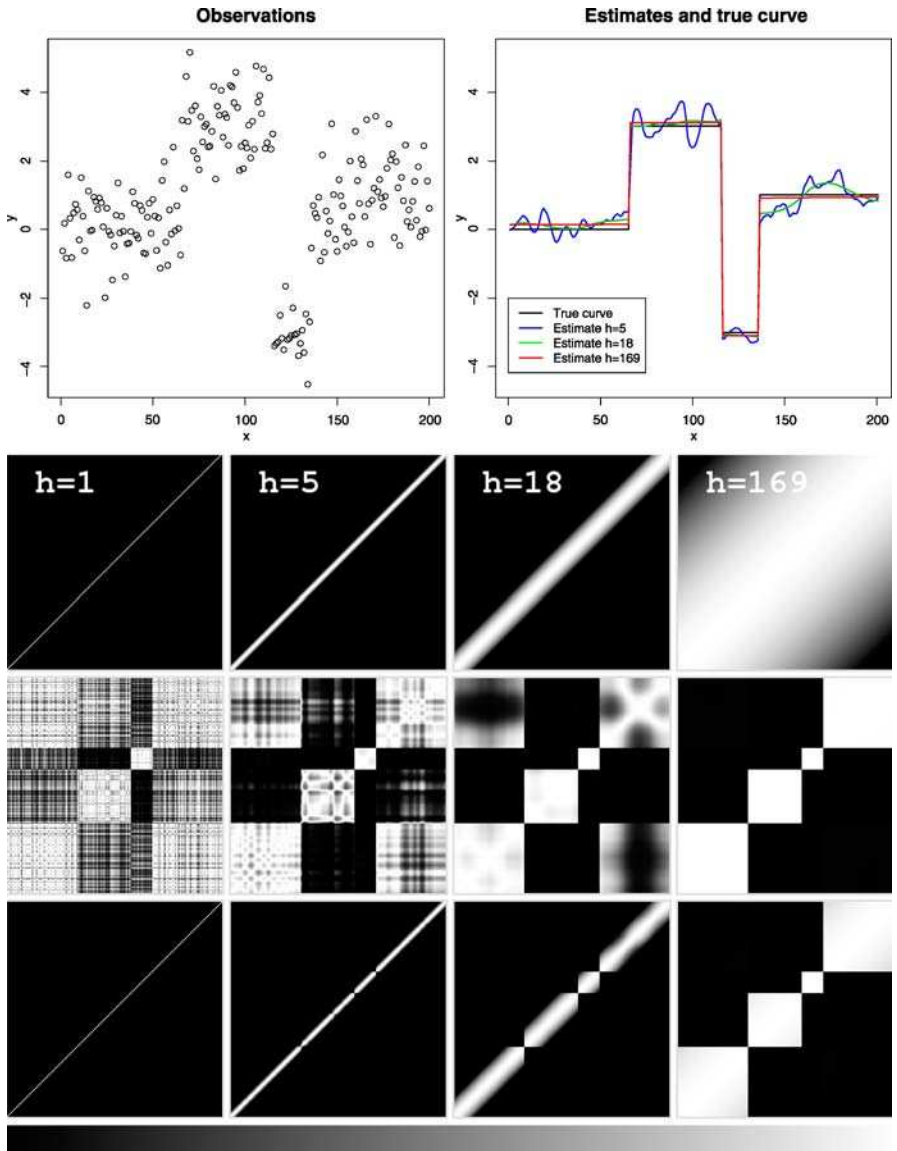 Observations
Estimates and true curve
y
4
2
0
−2
−4
0
50
100
150
200
x
y
4
2
0
−2
−4
True curve
Estimate h=5
Estimate h=18
Estimate h=169
0
50
100
150
200
x
h=1
h=5
h=18
h=169